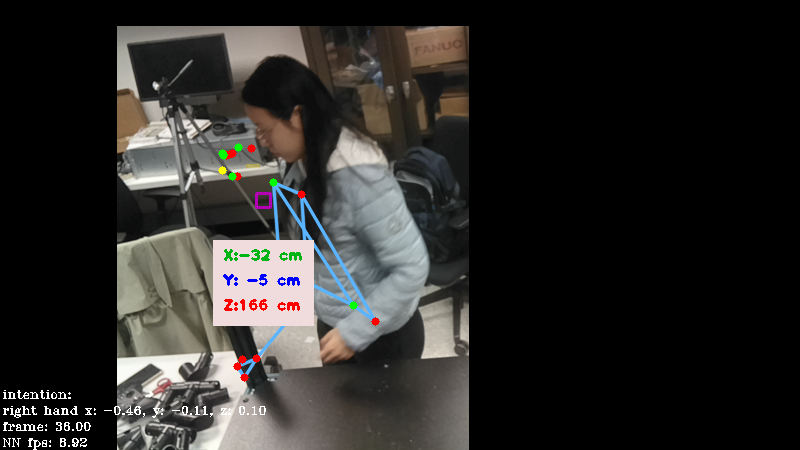 FANUC
X:-32 cm
Y: -5 cm
Z:166 cm
intention:
right hand x: -0.46, y: -0.11, z: 0.10
frame: 36.00
NN fps: 8.92